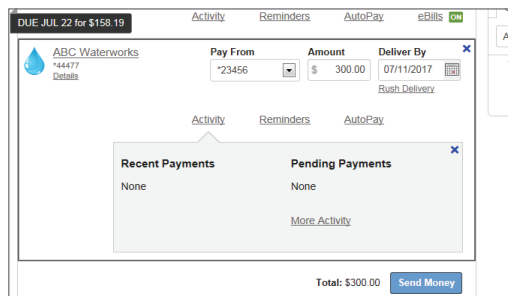 DUE JUL 22 for $158.19
Activity Reminders AutoPay eBills ON
ABC Waterworks
*44477
Details
Pay From Amount Deliver By
*23456 $ 300.00 07/11/2017
Rush Delivery
Activity Reminders AutoPay
Recent Payments Pending Payments
None None
More Activity
Total: $300.00 Send Money
A